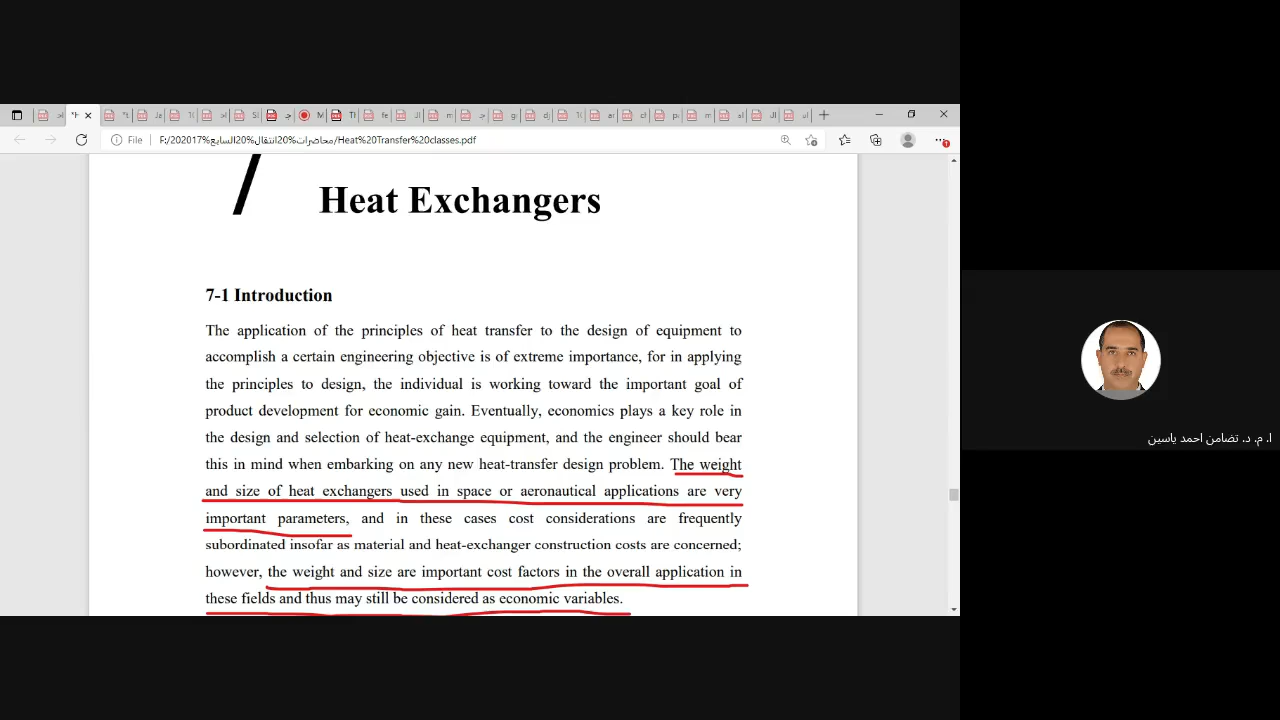 File
F:/202017%محاضرات%20انتقال%20السابع/Heat%20Transfer%20classes.pdf
7 Heat Exchangers
7-1 Introduction
The application of the principles of heat transfer to the design of equipment to
accomplish a certain engineering objective is of extreme importance, for in applying
the principles to design, the individual is working toward the important goal of
product development for economic gain. Eventually, economics plays a key role in
the design and selection of heat-exchange equipment, and the engineer should bear
this in mind when embarking on any new heat-transfer design problem. The weight
and size of heat exchangers used in space or aeronautical applications are very
important parameters, and in these cases cost considerations are frequently
subordinated insofar as material and heat-exchanger construction costs are concerned;
however, the weight and size are important cost factors in the overall application in
these fields and thus may still be considered as economic variables.
ا. م. د. تضامن احمد ياسين